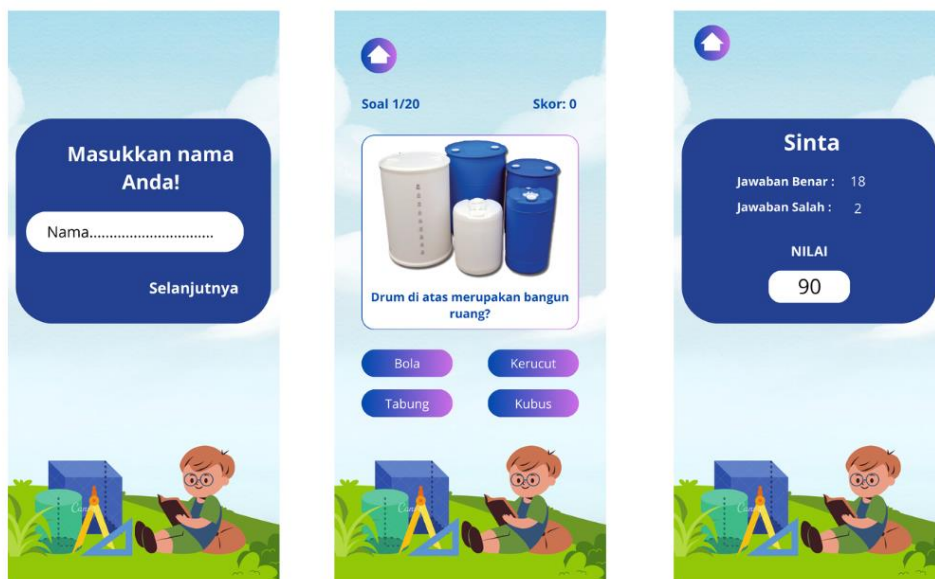 Masukkan nama
Anda!
Nama...............................
Selanjutnya
Soal 1/20
Skor: 0
Drum di atas merupakan bangun
ruang?
Bola
Kerucut
Tabung
Kubus
Sinta
Jawaban Benar : 18
Jawaban Salah : 2
NILAI
90